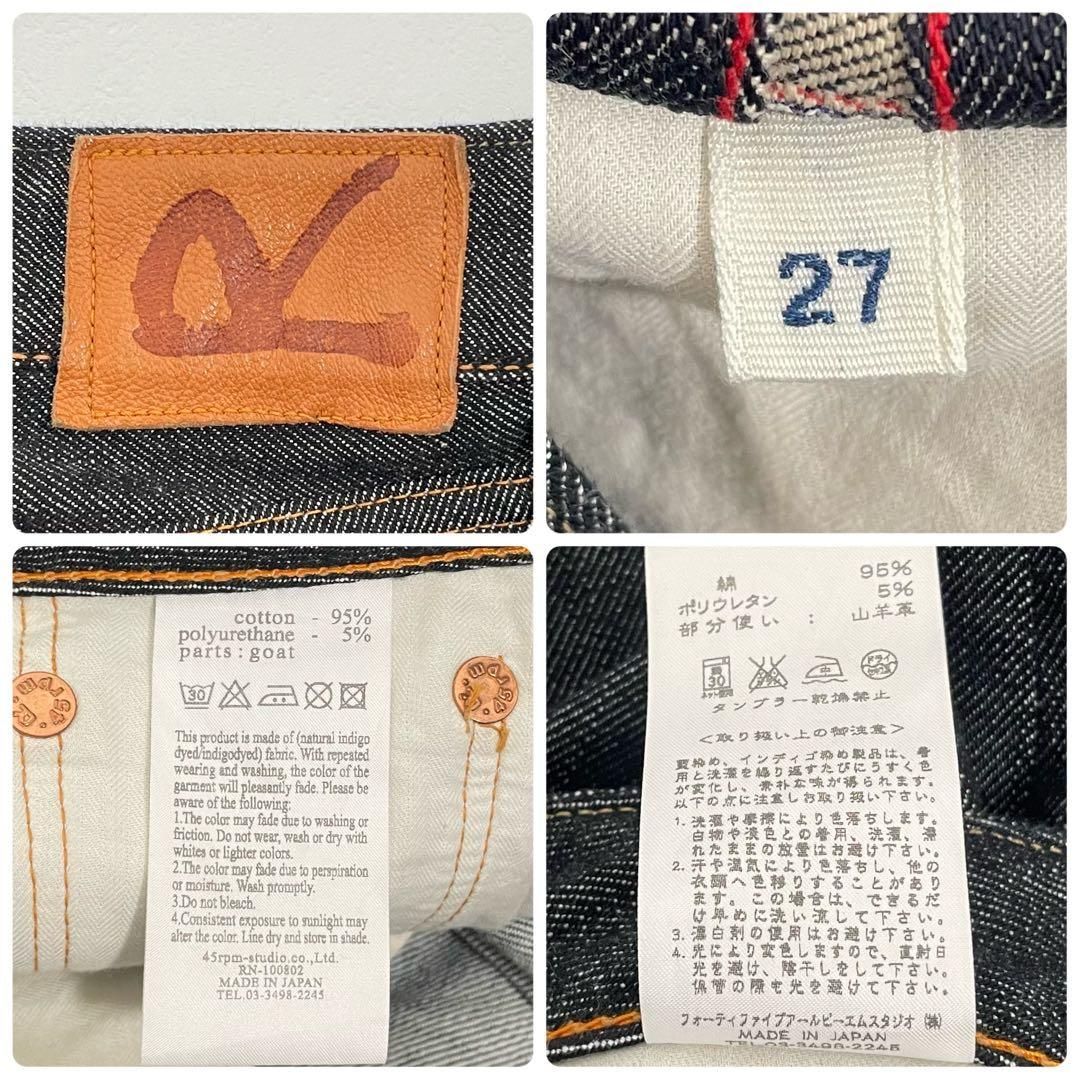 R
27
cotton - 95%
polyurethane - 5%
parts : goat
R by 45rpm
30
This product is made of (natural indigo
dyed/indigodyed) fabric. With repeated
wearing and washing, the color of the
garment will pleasantly fade. Please be
aware of the following:
1.The color may fade due to washing or
friction. Do not wear, wash or dry with
whites or lighter colors.
2.The color may fade due to perspiration
or moisture. Wash promptly.
3.Do not bleach.
4.Consistent exposure to sunlight may
alter the color. Line dry and store in shade.
45rpm-studio.co.,Ltd.
RN-100802
MADE IN JAPAN
TEL.03-3498-2245
綿 95%
ポリウレタン 5%
部分使い : 山羊革
30
ドライ
タンブラー乾燥禁止
<取り扱い上の御注意>
藍染め、インディゴ染め製品は、着
用と洗濯を繰り返すたびにうすく色
が変化し、素朴な味が得られます。
以下の点に注意しお取り扱い下さい。
1. 洗濯や摩擦により色落ちします。
白物や淡色との着用、洗濯、濡
れたままの放置はお避け下さい。
2. 汗や湿気により色落ちし、他の
衣類へ色移りすることがあり
ます。この場合は、できるだ
け早めに洗い流して下さい。
3. 漂白剤の使用はお避け下さい。
4. 光により変色しますので、直射日
光を避け、陰干しをして下さい。
保管の際も光を避けて下さい。
フォーティファイブアールピーエムスタジオ(株)
MADE IN JAPAN
TEL 03-3498-2245